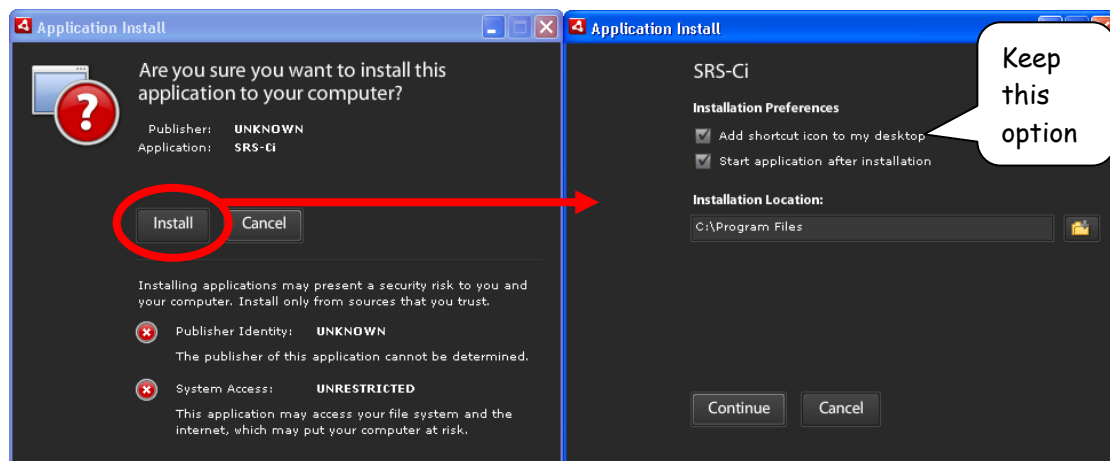 Application Install
Are you sure you want to install this
application to your computer?
Publisher: UNKNOWN
Application: SRS-Ci
Install
Cancel
Installing applications may present a security risk to you and
your computer. Install only from sources that you trust.
Publisher Identity: UNKNOWN
The publisher of this application cannot be determined.
System Access: UNRESTRICTED
This application may access your file system and the
internet, which may put your computer at risk.
Application Install
SRS-Ci
Installation Preferences
Add shortcut icon to my desktop
Start application after installation
Installation Location:
C:\Program Files
Continue
Cancel
Keep
this
option